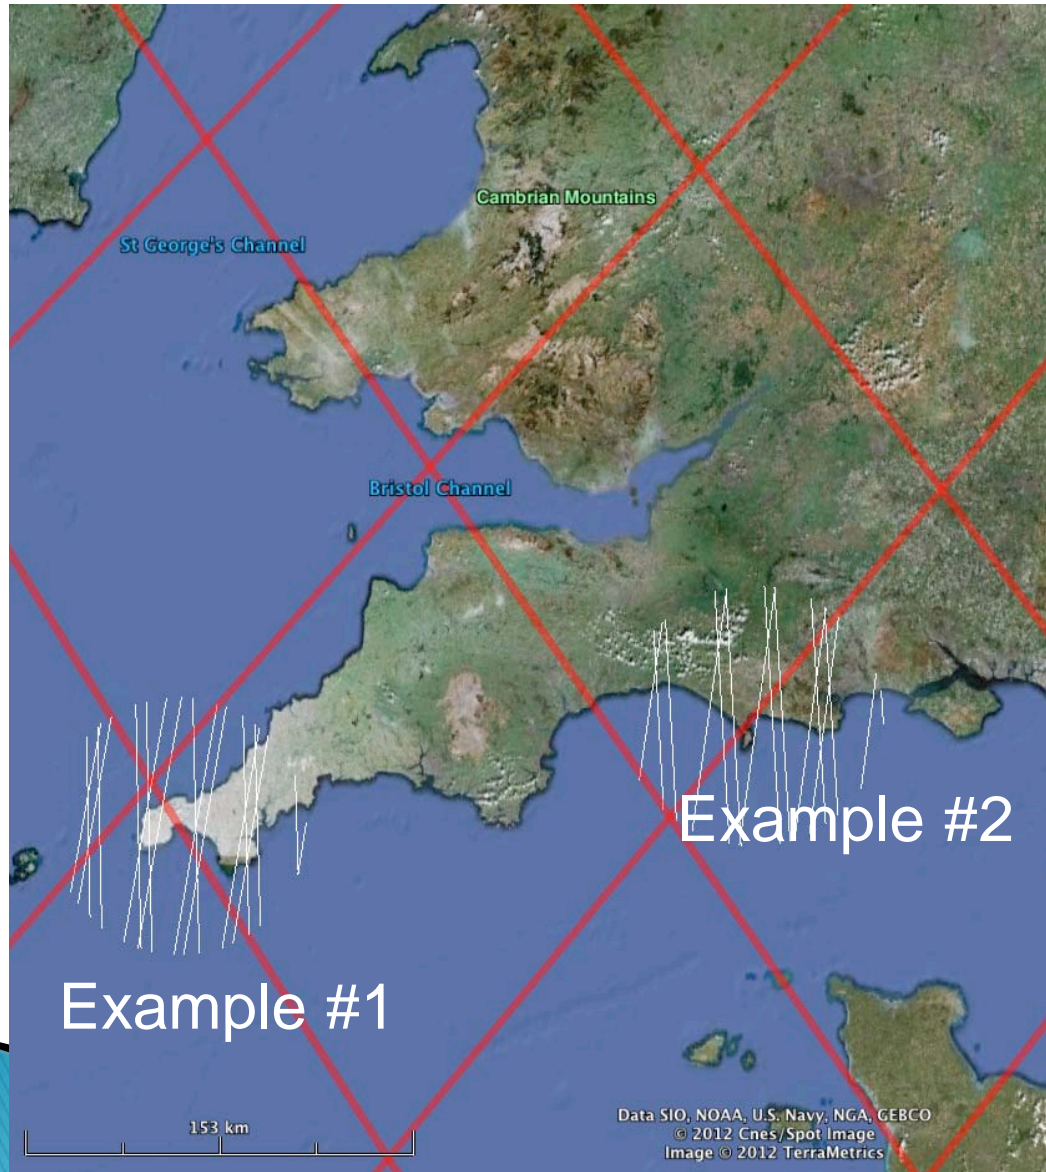 Cambrian Mountains
St George's Channel
Bristol Channel
Example #2
Example #1
153 km
Data SIO, NOAA, U.S. Navy, NGA, GEBCO
© 2012 Cnes/Spot Image
Image © 2012 TerraMetrics